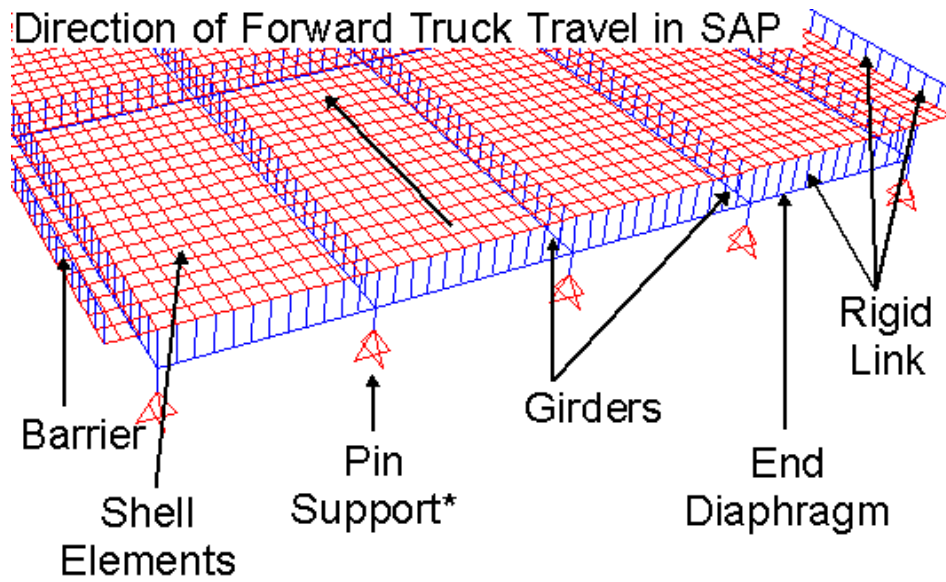 Direction of Forward Truck Travel in SAP
Rigid
Link
Girders
Barrier
Pin
Support*
End
Diaphragm
Shell
Elements